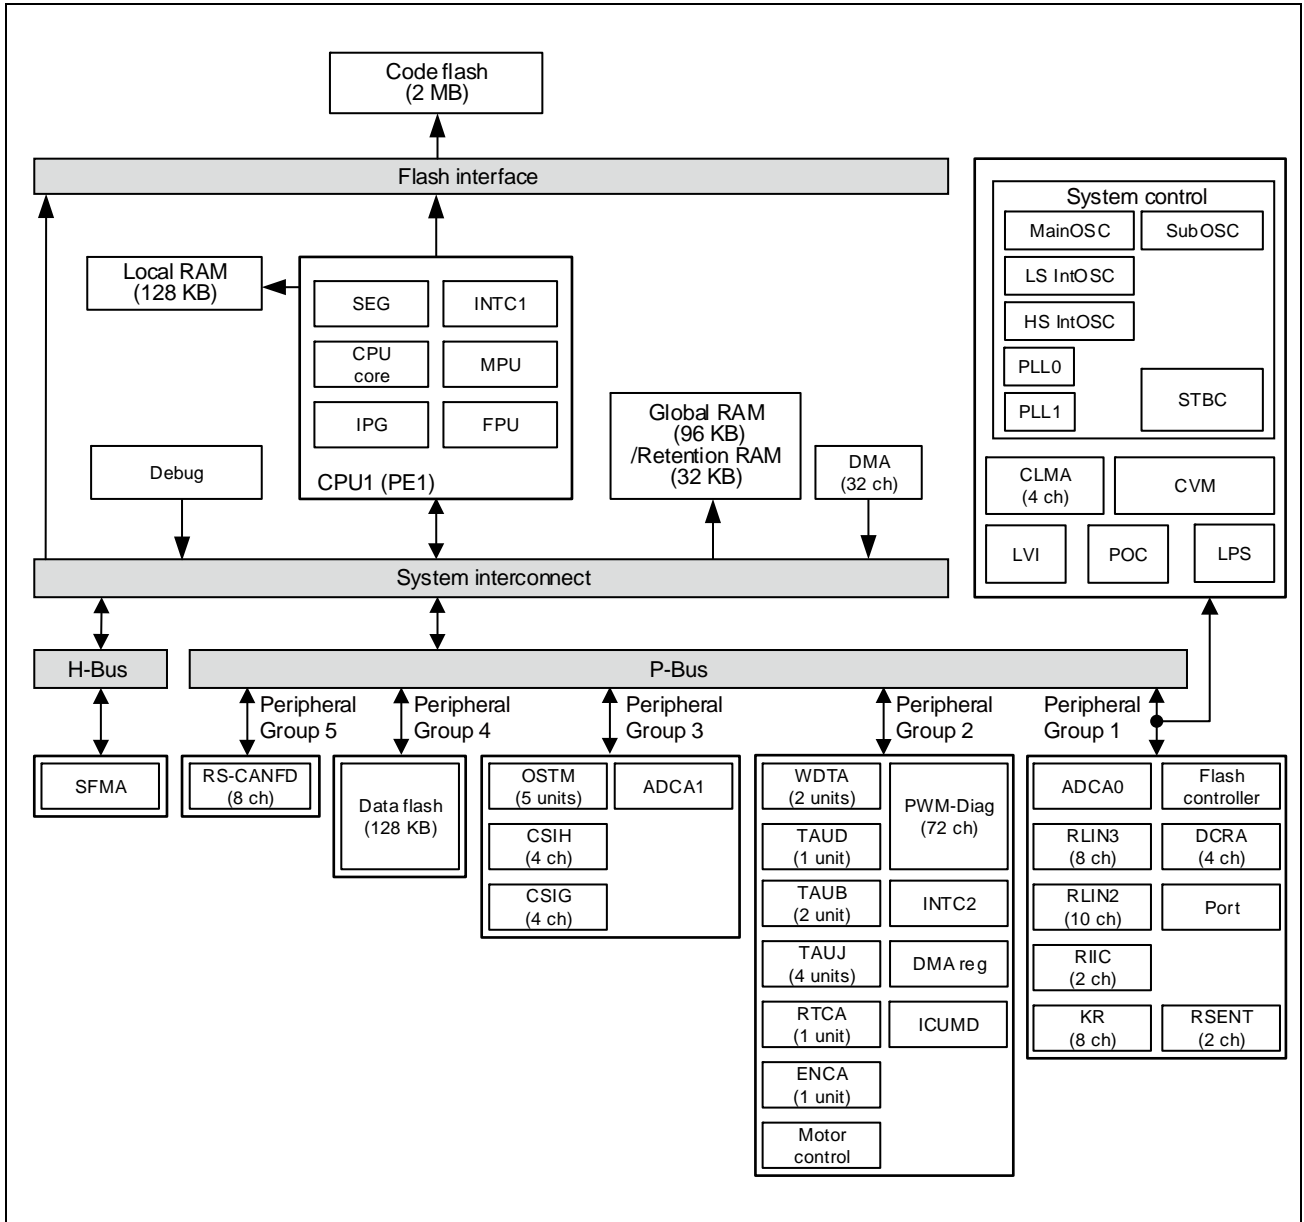 Code flash
(2 MB)
Flash interface
Local RAM
(128 KB)
SEG
INTC1
CPU
core
MPU
IPG
FPU
CPU1 (PE1)
Debug
Global RAM
(96 KB)
/Retention RAM
(32 KB)
DMA
(32 ch)
System control
MainOSC
SubOSC
LS IntOSC
HS IntOSC
PLL0
PLL1
STBC
CLMA
(4 ch)
CVM
LVI
POC
LPS
System interconnect
H-Bus
P-Bus
Peripheral
Group 5
Peripheral
Group 4
Peripheral
Group 3
Peripheral
Group 2
Peripheral
Group 1
SFMA
RS-CANFD
(8 ch)
Data flash
(128 KB)
OSTM
(5 units)
ADCA1
CSIH
(4 ch)
CSIG
(4 ch)
WDTA
(2 units)
PWM-Diag
(72 ch)
TAUD
(1 unit)
TAUB
(2 unit)
INTC2
TAUJ
(4 units)
DMA reg
RTCA
(1 unit)
ICUMD
ENCA
(1 unit)
Motor
control
ADCA0
Flash
controller
RLIN3
(8 ch)
DCRA
(4 ch)
RLIN2
(10 ch)
Port
RIIC
(2 ch)
KR
(8 ch)
RSENT
(2 ch)